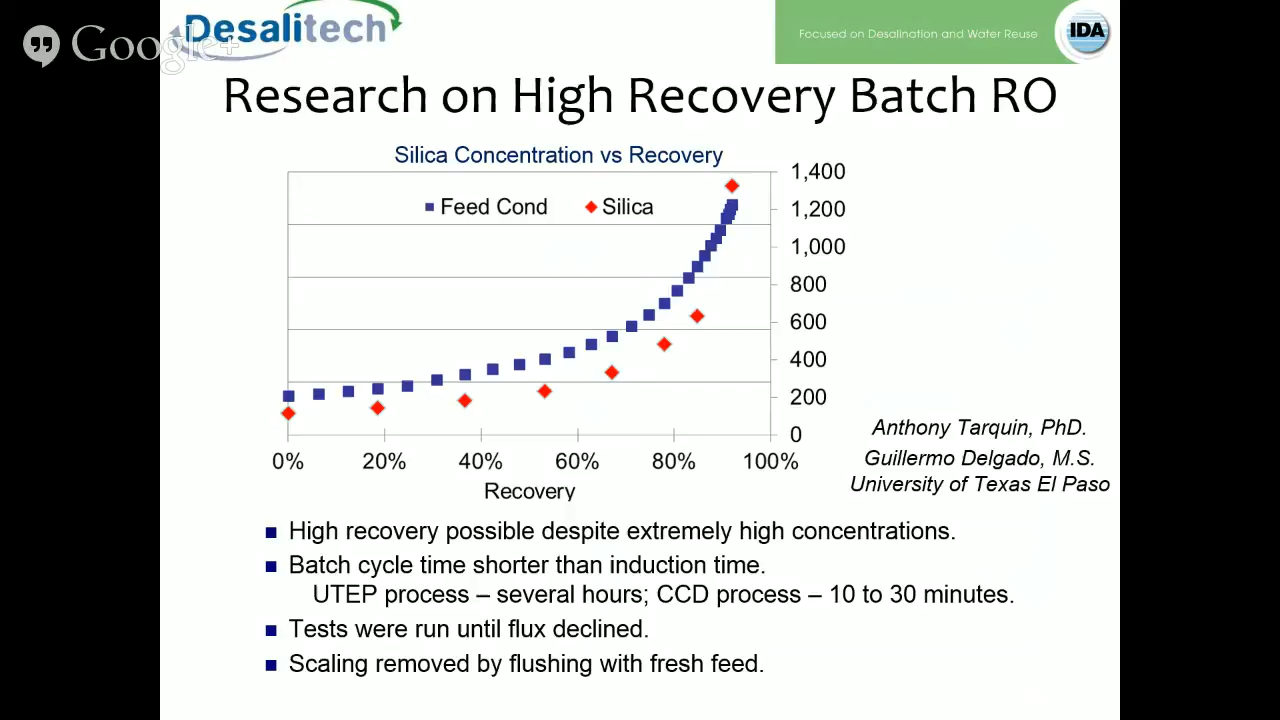 Google+
Desalitech
Focused on Desalination and Water Reuse
IDA
Research on High Recovery Batch RO
Silica Concentration vs Recovery
Feed Cond
Silica
1,400
1,200
1,000
800
600
400
200
0
0% 20% 40% 60% 80% 100%
Recovery
Anthony Tarquin, PhD.
Guillermo Delgado, M.S.
University of Texas El Paso
High recovery possible despite extremely high concentrations.
Batch cycle time shorter than induction time.
UTEP process – several hours; CCD process – 10 to 30 minutes.
Tests were run until flux declined.
Scaling removed by flushing with fresh feed.